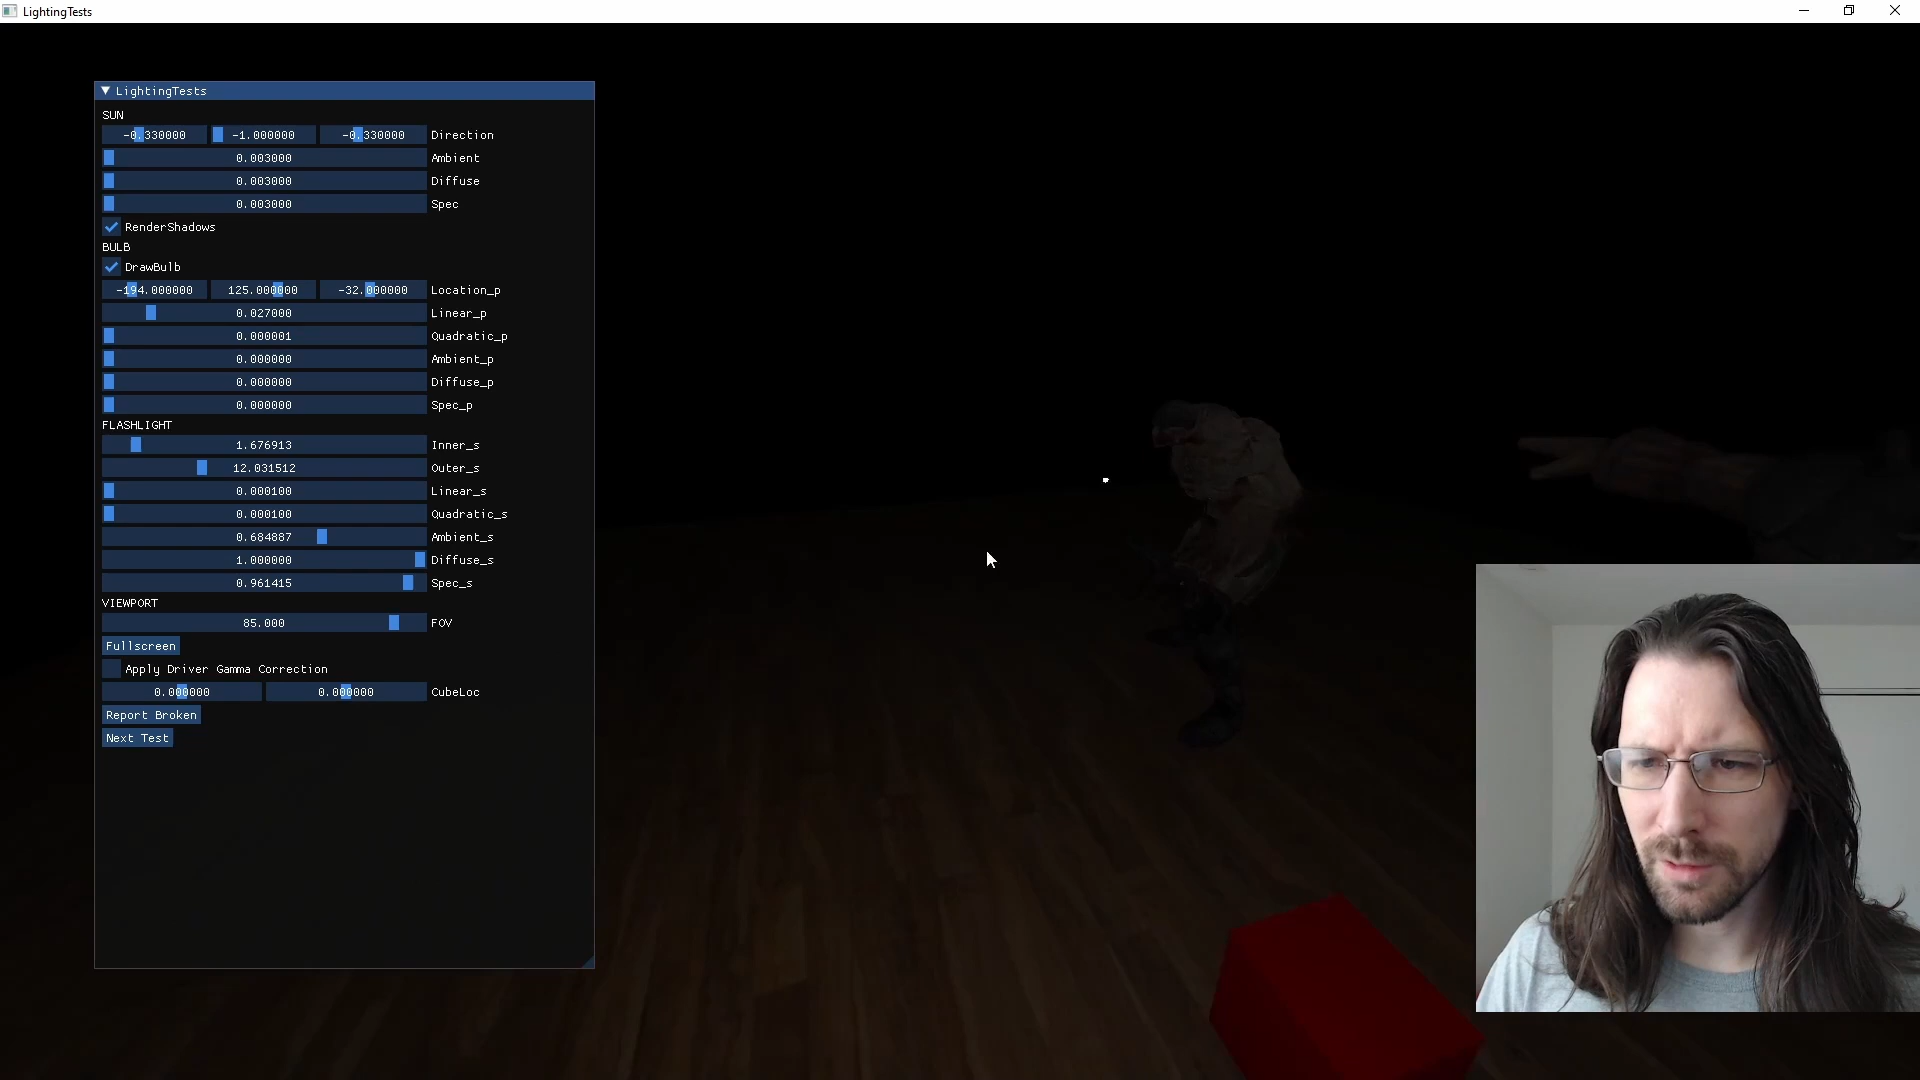 LightingTests
LightingTests
SUN
-0.330000 -1.000000 -0.330000 Direction
0.003000 Ambient
0.003000 Diffuse
0.003000 Spec
RenderShadows
BULB
DrawBulb
-194.000000 125.000000 -32.000000 Location_p
0.027000 Linear_p
0.000001 Quadratic_p
0.000000 Ambient_p
0.000000 Diffuse_p
0.000000 Spec_p
FLASHLIGHT
1.676913 Inner_s
12.031512 Outer_s
0.000100 Linear_s
0.000100 Quadratic_s
0.684887 Ambient_s
1.000000 Diffuse_s
0.961415 Spec_s
VIEWPORT
85.000 FOV
Fullscreen
Apply Driver Gamma Correction
0.000000 0.000000 CubeLoc
Report Broken
Next Test